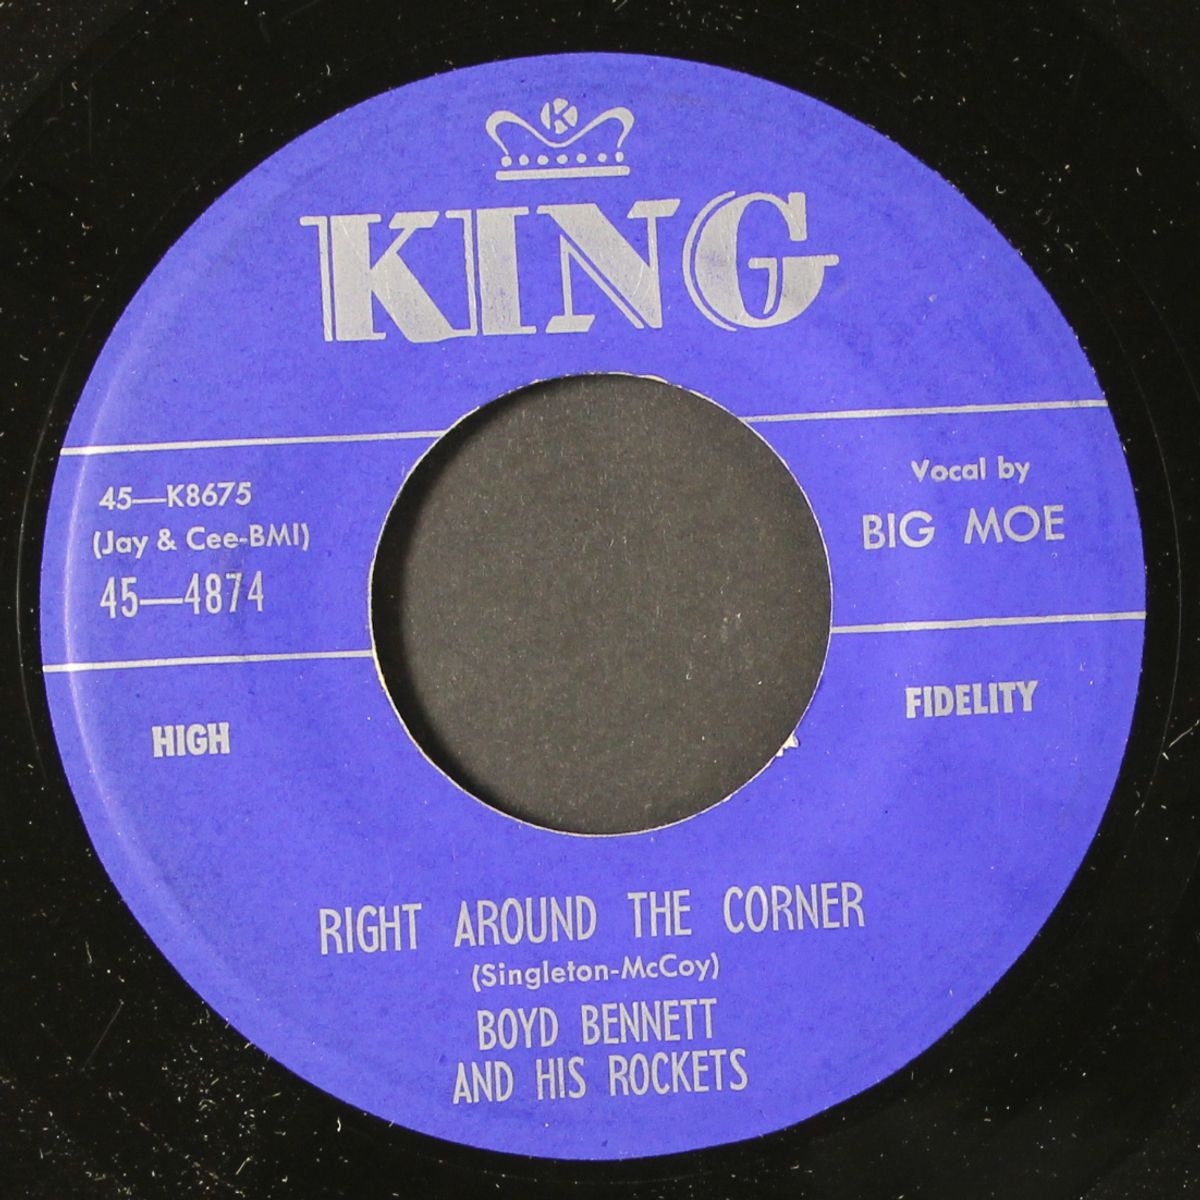 K
KING
45—K8675
(Jay & Cee-BMI)
45—4874
Vocal by
BIG MOE
HIGH
FIDELITY
RIGHT AROUND THE CORNER
(Singleton-McCoy)
BOYD BENNETT
AND HIS ROCKETS